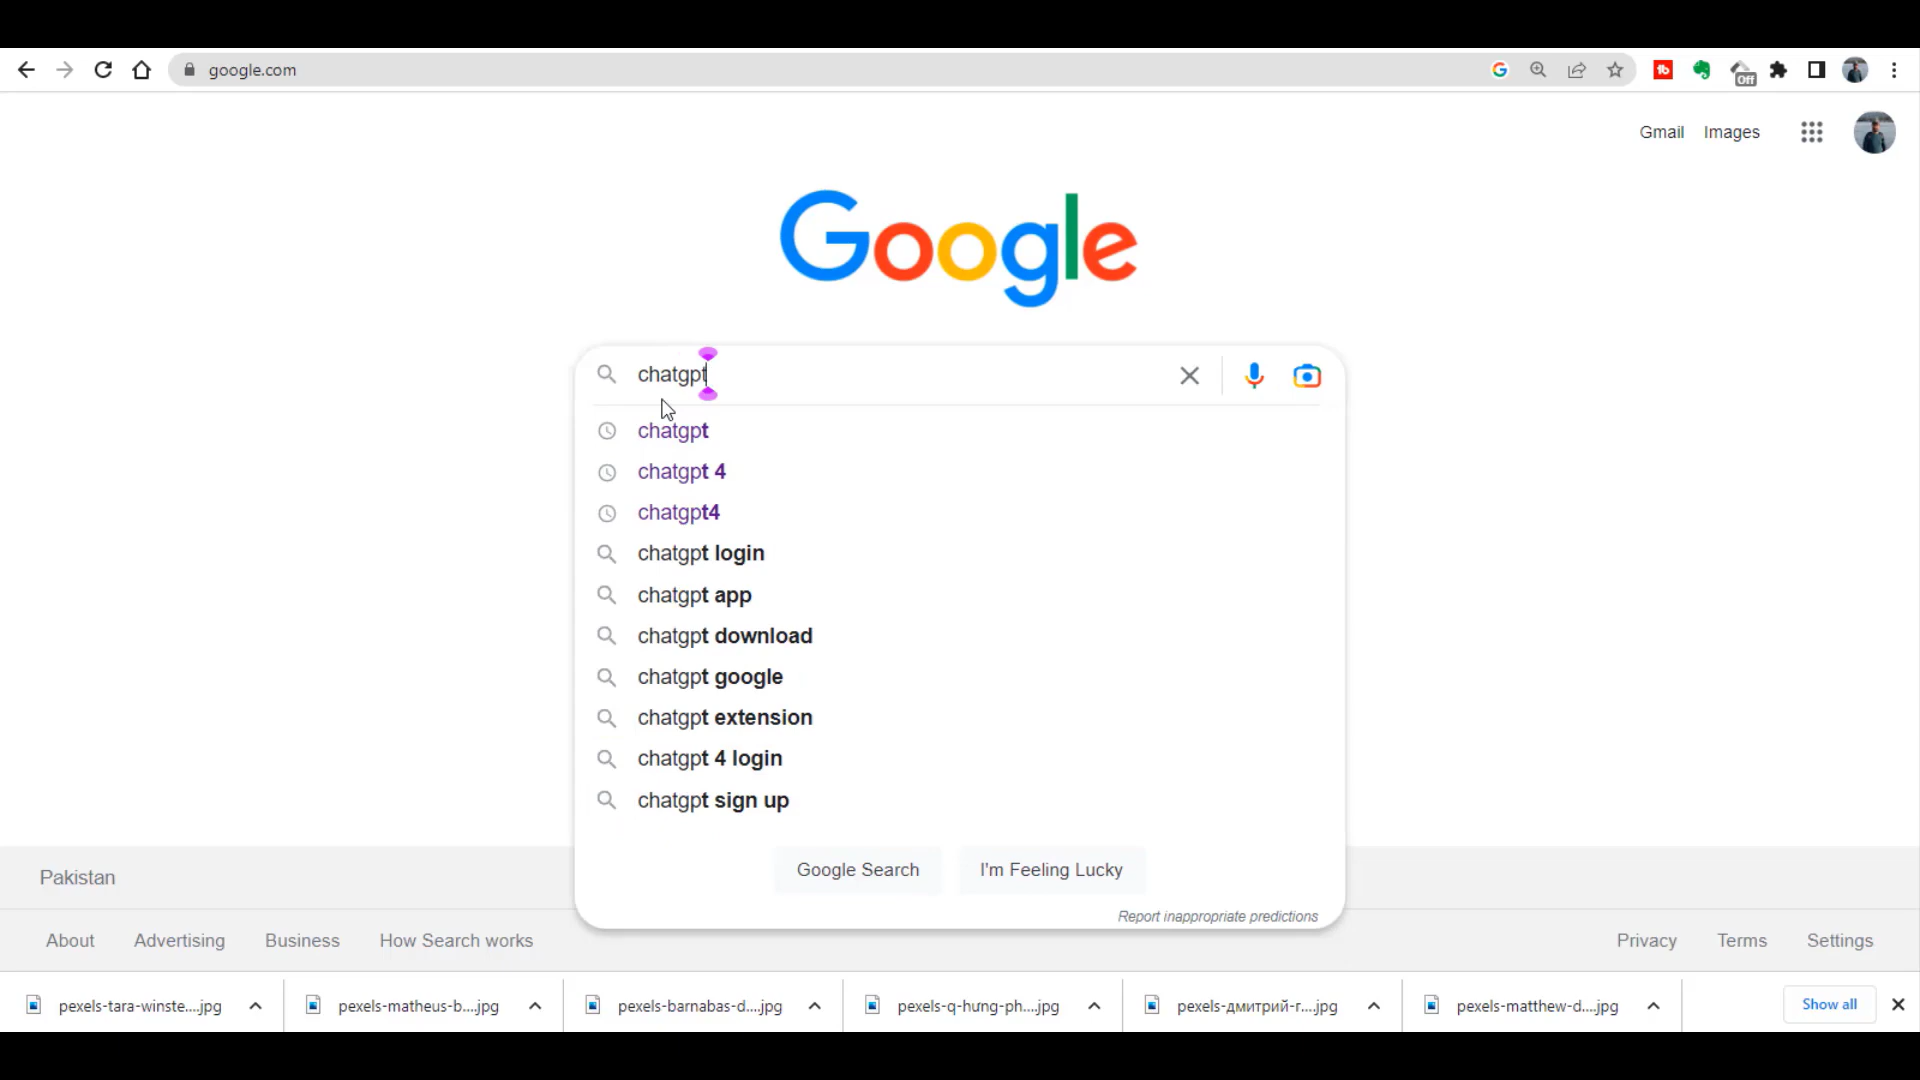 google.com
Off
Gmail Images
Google
chatgpt
chatgpt
chatgpt 4
chatgpt4
chatgpt login
chatgpt app
chatgpt download
chatgpt google
chatgpt extension
chatgpt 4 login
chatgpt sign up
Google Search I'm Feeling Lucky
Report inappropriate predictions
Pakistan
About Advertising Business How Search works Privacy Terms Settings
pexels-tara-winste....jpg pexels-matheus-b....jpg pexels-barnabas-d....jpg pexels-q-hung-ph....jpg pexels-дмитрий-г....jpg pexels-matthew-d....jpg Show all